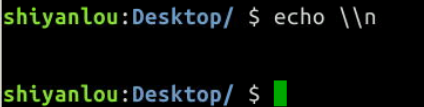 shiyanlou:Desktop/ $ echo \\n
shiyanlou:Desktop/ $